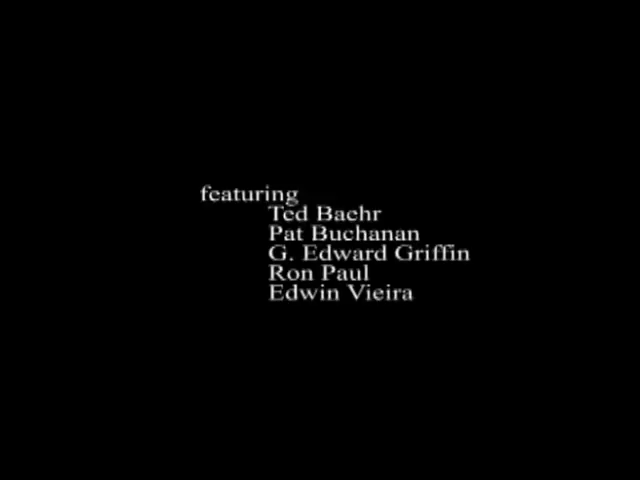 featuring
Ted Baehr
Pat Buchanan
G. Edward Griffin
Ron Paul
Edwin Vieira